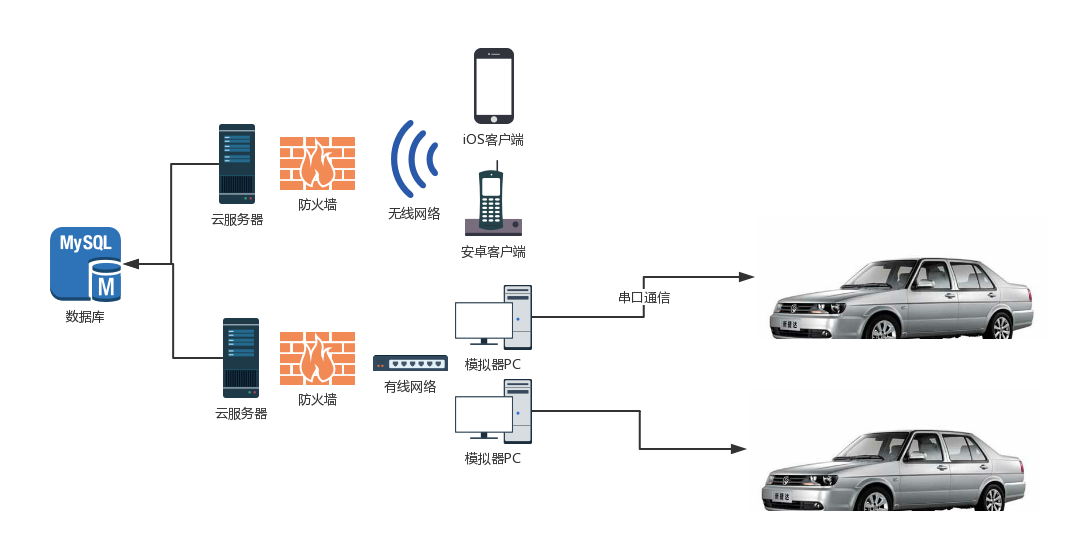 iOS客户端
云服务器
防火墙
无线网络
安卓客户端
MySQL
M
数据库
串口通信
模拟器PC
云服务器
防火墙
有线网络
模拟器PC